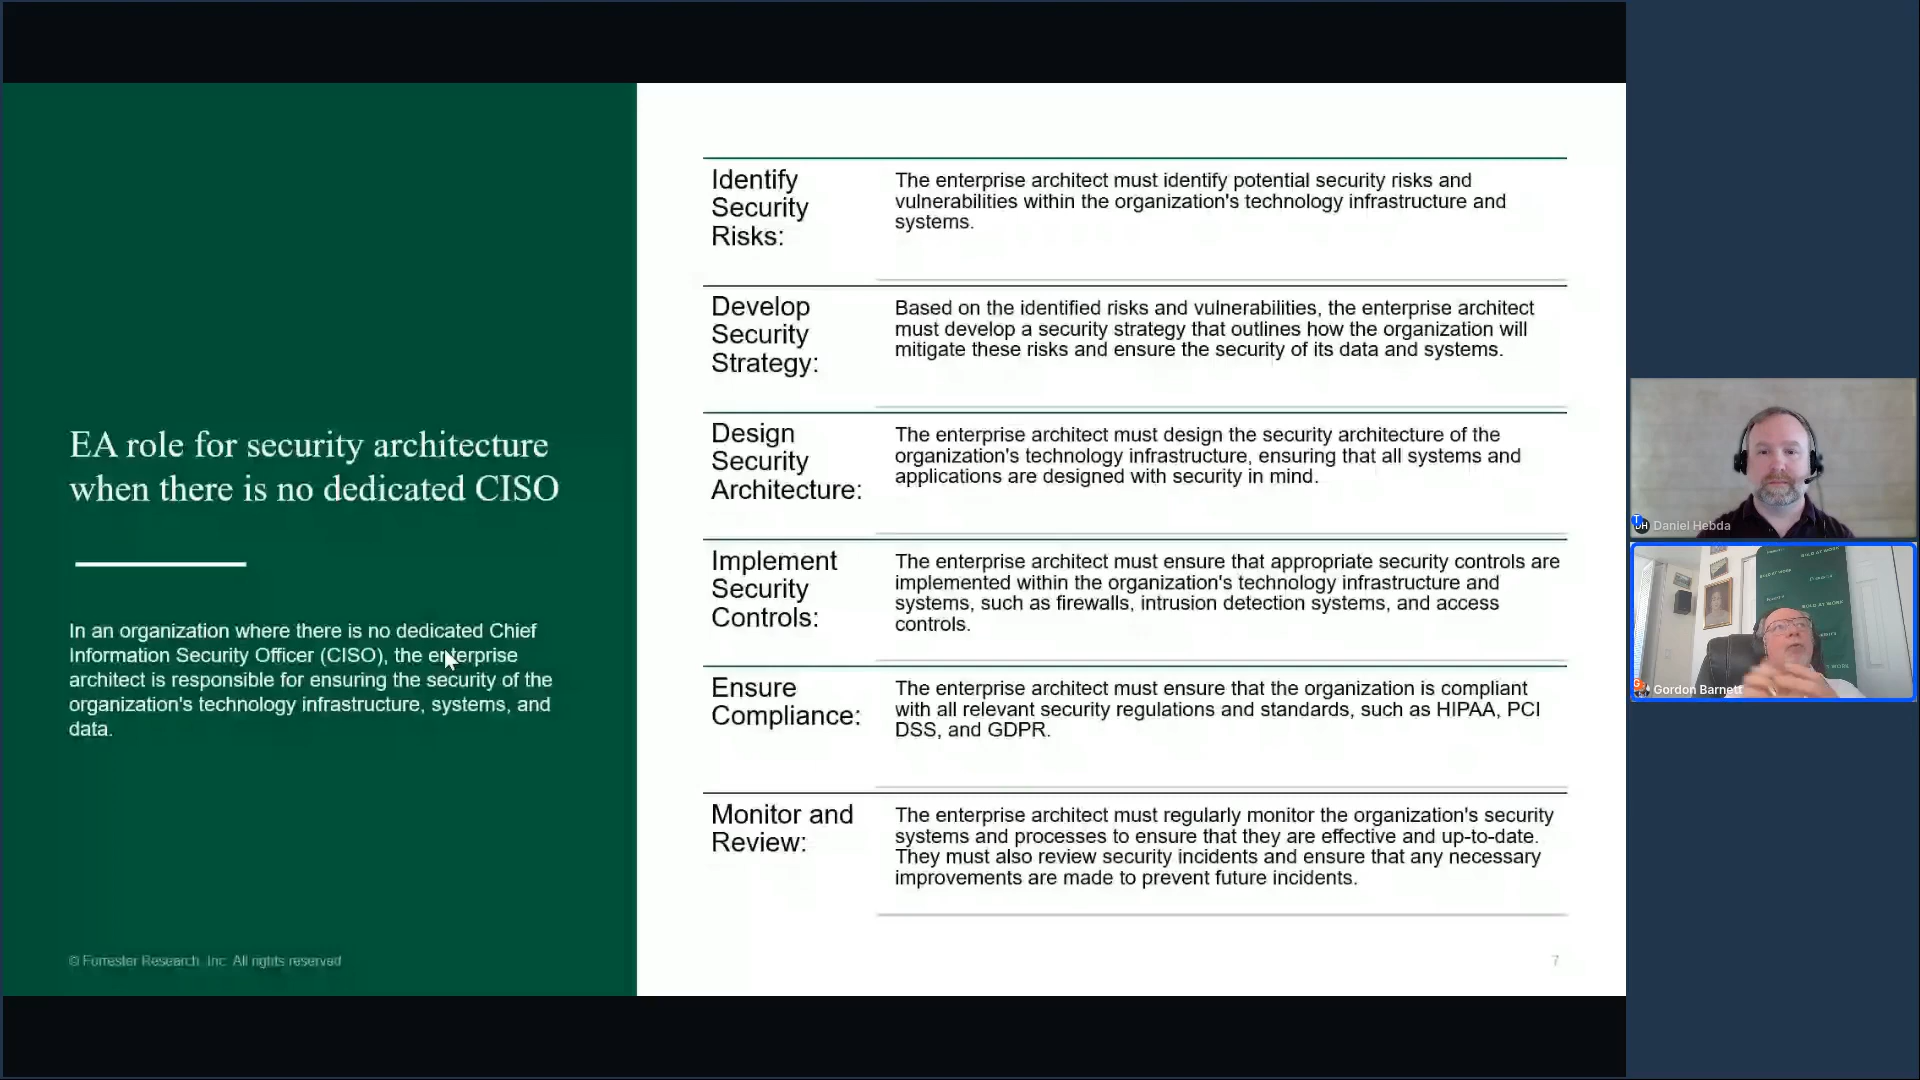 EA role for security architecture
when there is no dedicated CISO
In an organization where there is no dedicated Chief
Information Security Officer (CISO), the enterprise
architect is responsible for ensuring the security of the
organization's technology infrastructure, systems, and
data.
© Forrester Research, Inc. All rights reserved
Identify
Security
Risks:
The enterprise architect must identify potential security risks and
vulnerabilities within the organization's technology infrastructure and
systems.
Develop
Security
Strategy:
Based on the identified risks and vulnerabilities, the enterprise architect
must develop a security strategy that outlines how the organization will
mitigate these risks and ensure the security of its data and systems.
Design
Security
Architecture:
The enterprise architect must design the security architecture of the
organization's technology infrastructure, ensuring that all systems and
applications are designed with security in mind.
Implement
Security
Controls:
The enterprise architect must ensure that appropriate security controls are
implemented within the organization's technology infrastructure and
systems, such as firewalls, intrusion detection systems, and access
controls.
Ensure
Compliance:
The enterprise architect must ensure that the organization is compliant
with all relevant security regulations and standards, such as HIPAA, PCI
DSS, and GDPR.
Monitor and
Review:
The enterprise architect must regularly monitor the organization's security
systems and processes to ensure that they are effective and up-to-date.
They must also review security incidents and ensure that any necessary
improvements are made to prevent future incidents.
7
DH Daniel Hebda
BOLD AT WORK
BOLD AT WORK
BOLD AT WORK
Gordon Barnett